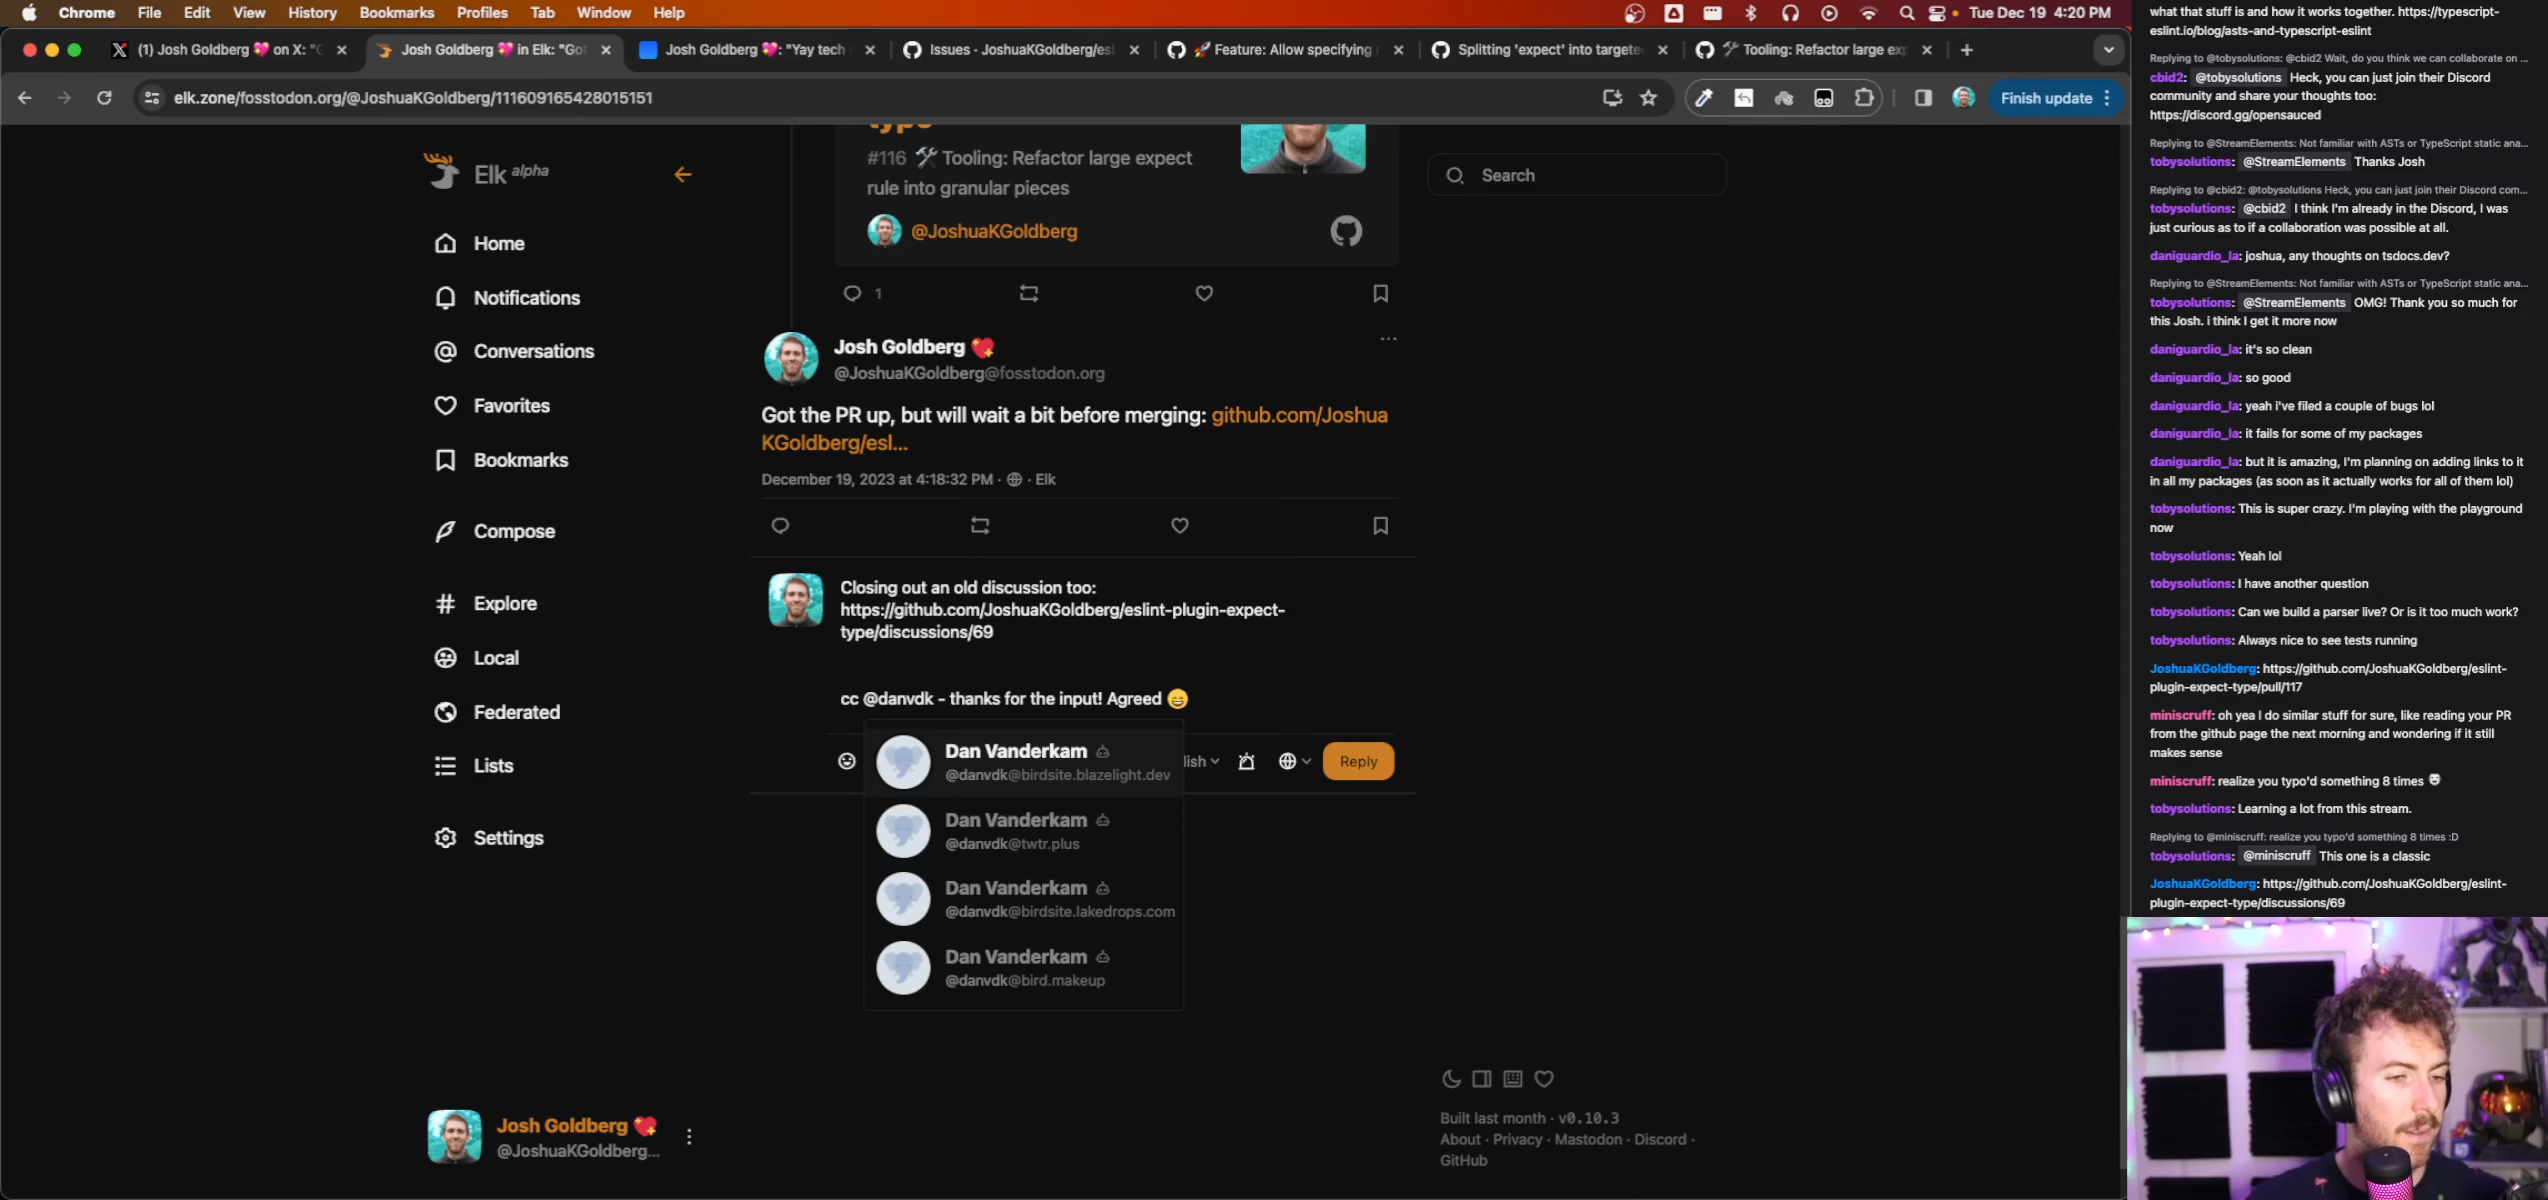 Chrome File Edit View History Bookmarks Profiles Tab Window Help
Tue Dec 19 4:20 PM
(1) Josh Goldberg 💖 on X: "G
Josh Goldberg 💖 in Elk: "Got
Josh Goldberg 💖: "Yay tech
Issues · JoshuaKGoldberg/esl
🚀 Feature: Allow specifying
Splitting 'expect' into targete
🛠 Tooling: Refactor large exp
elk.zone/fosstodon.org/@JoshuaKGoldberg/111609165428015151
Finish update
Elk alpha
Home
Notifications
Conversations
Favorites
Bookmarks
Compose
Explore
Local
Federated
Lists
Settings
Josh Goldberg 💖
@JoshuaKGoldberg...
type
#116 🛠 Tooling: Refactor large expect
rule into granular pieces
@JoshuaKGoldberg
1
Josh Goldberg 💖
@JoshuaKGoldberg@fosstodon.org
Got the PR up, but will wait a bit before merging: github.com/Joshua
KGoldberg/esl...
December 19, 2023 at 4:18:32 PM · · Elk
Closing out an old discussion too:
https://github.com/JoshuaKGoldberg/eslint-plugin-expect-
type/discussions/69
cc @danvdk - thanks for the input! Agreed 😄
Dan Vanderkam
@danvdk@birdsite.blazelight.dev
lish
Reply
Dan Vanderkam
@danvdk@twtr.plus
Dan Vanderkam
@danvdk@birdsite.lakedrops.com
Dan Vanderkam
@danvdk@bird.makeup
Search
Built last month · v0.10.3
About · Privacy · Mastodon · Discord ·
GitHub
what that stuff is and how it works together. https://typescript-
eslint.io/blog/asts-and-typescript-eslint
Replying to @tobysolutions: @cbid2 Wait, do you think we can collaborate on ...
cbid2: @tobysolutions Heck, you can just join their Discord
community and share your thoughts too:
https://discord.gg/opensauced
Replying to @StreamElements: Not familiar with ASTs or TypeScript static ana...
tobysolutions: @StreamElements Thanks Josh
Replying to @cbid2: @tobysolutions Heck, you can just join their Discord com...
tobysolutions: @cbid2 I think I'm already in the Discord, I was
just curious as to if a collaboration was possible at all.
daniguardio_la: joshua, any thoughts on tsdocs.dev?
Replying to @StreamElements: Not familiar with ASTs or TypeScript static ana...
tobysolutions: @StreamElements OMG! Thank you so much for
this Josh. i think I get it more now
daniguardio_la: it's so clean
daniguardio_la: so good
daniguardio_la: yeah i've filed a couple of bugs lol
daniguardio_la: it fails for some of my packages
daniguardio_la: but it is amazing, I'm planning on adding links to it
in all my packages (as soon as it actually works for all of them lol)
tobysolutions: This is super crazy. I'm playing with the playground
now
tobysolutions: Yeah lol
tobysolutions: I have another question
tobysolutions: Can we build a parser live? Or is it too much work?
tobysolutions: Always nice to see tests running
JoshuaKGoldberg: https://github.com/JoshuaKGoldberg/eslint-
plugin-expect-type/pull/117
miniscruff: oh yea I do similar stuff for sure, like reading your PR
from the github page the next morning and wondering if it still
makes sense
miniscruff: realize you typo'd something 8 times
tobysolutions: Learning a lot from this stream.
Replying to @miniscruff: realize you typo'd something 8 times :D
tobysolutions: @miniscruff This one is a classic
JoshuaKGoldberg: https://github.com/JoshuaKGoldberg/eslint-
plugin-expect-type/discussions/69